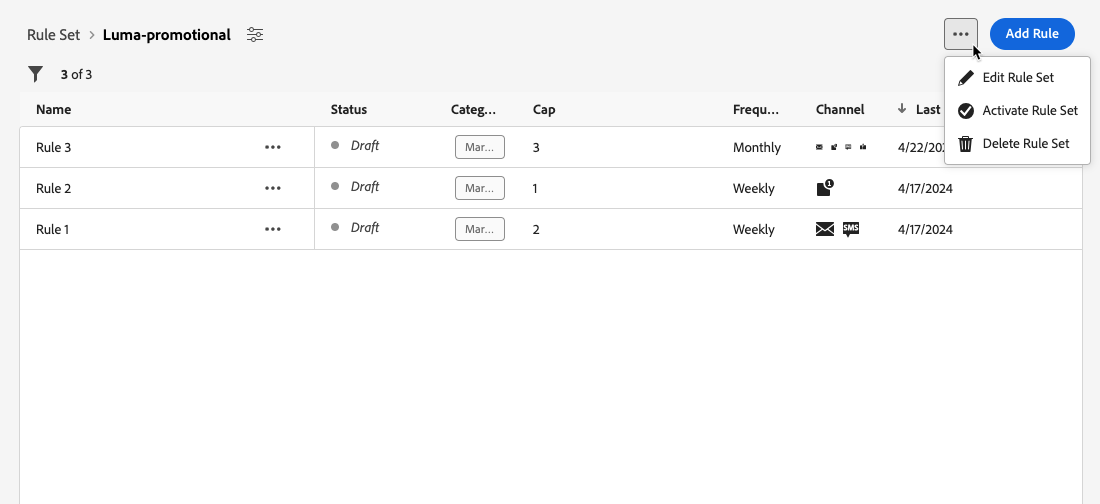 Rule Set > Luma-promotional
Add Rule
3 of 3
Edit Rule Set
Activate Rule Set
Delete Rule Set
Name Status Categ... Cap Frequ... Channel Last
Rule 3 Draft Mar... 3 Monthly 4/22/202
Rule 2 Draft Mar... 1 Weekly 1 4/17/2024
Rule 1 Draft Mar... 2 Weekly SMS 4/17/2024